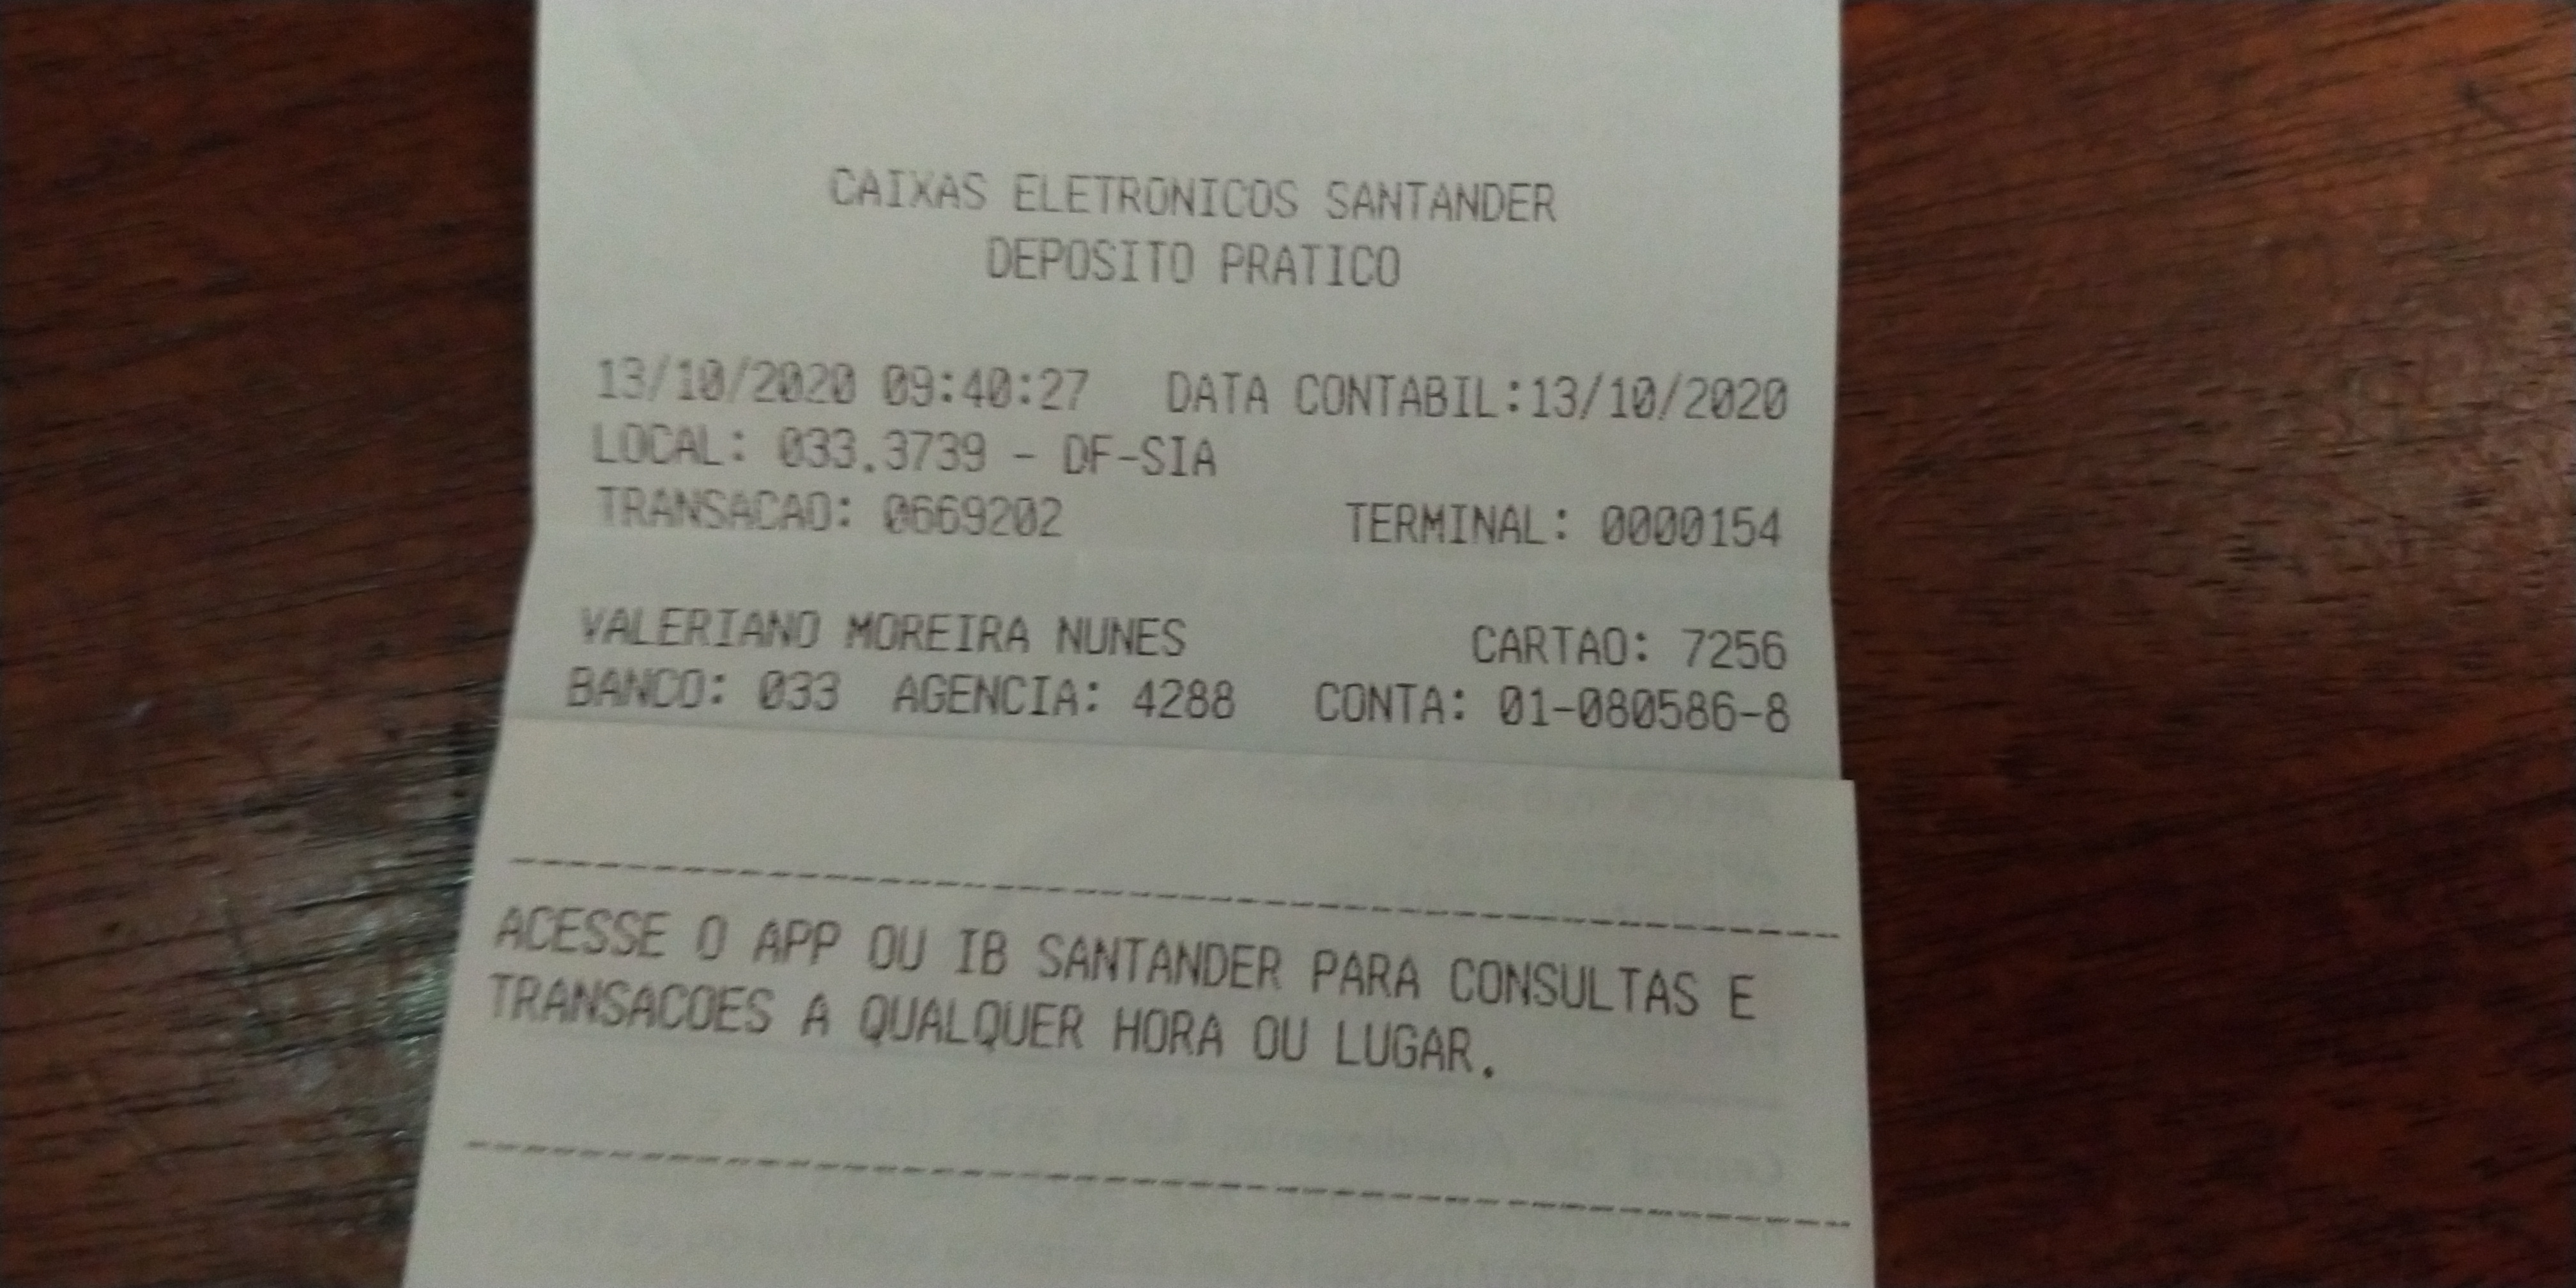 CAIXAS ELETRONICOS SANTANDER
DEPOSITO PRATICO
13/10/2020 09:40:27 DATA CONTABIL:13/10/2020
LOCAL: 033.3739 - DF-SIA
TRANSACAO: 0669202 TERMINAL: 0000154
VALERIANO MOREIRA NUNES CARTAO: 7256
BANCO: 033 AGENCIA: 4288 CONTA: 01-080586-8
ACESSE O APP OU IB SANTANDER PARA CONSULTAS E
TRANSACOES A QUALQUER HORA OU LUGAR.